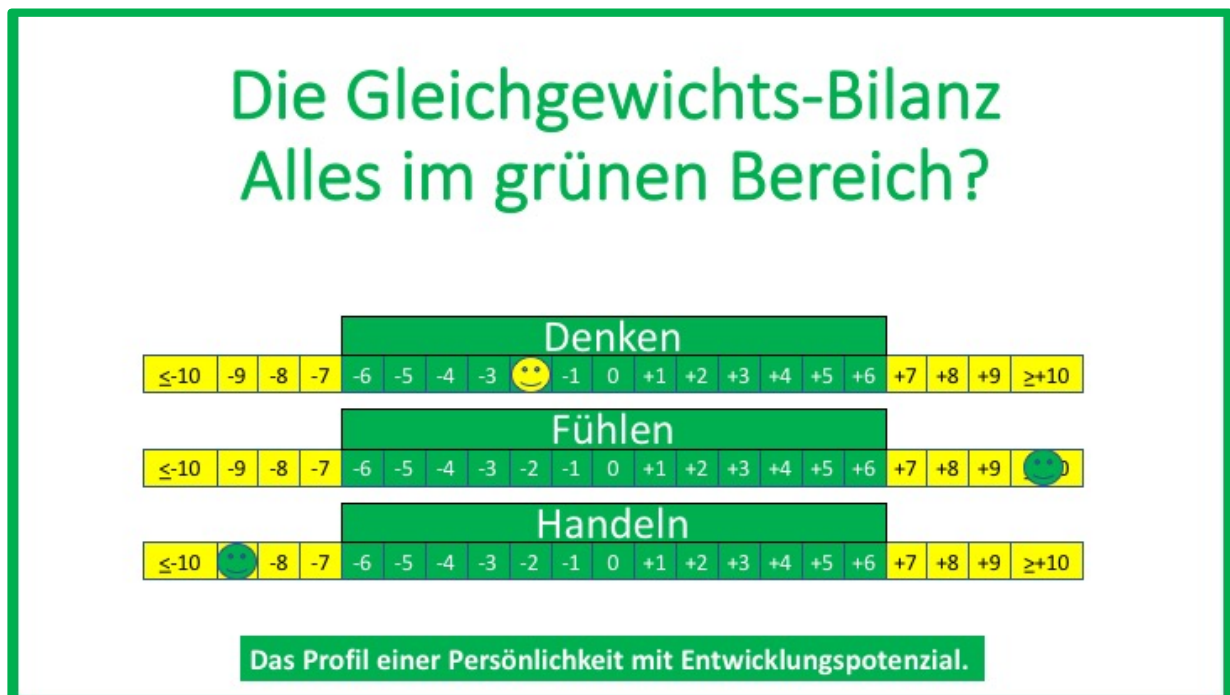 Die Gleichgewichts-Bilanz
Alles im grünen Bereich?
Denken
≤-10 -9 -8 -7 -6 -5 -4 -3 -1 0 +1 +2 +3 +4 +5 +6 +7 +8 +9 ≥+10
Fühlen
≤-10 -9 -8 -7 -6 -5 -4 -3 -2 -1 0 +1 +2 +3 +4 +5 +6 +7 +8 +9
Handeln
≤-10 -8 -7 -6 -5 -4 -3 -2 -1 0 +1 +2 +3 +4 +5 +6 +7 +8 +9 ≥+10
Das Profil einer Persönlichkeit mit Entwicklungspotenzial.